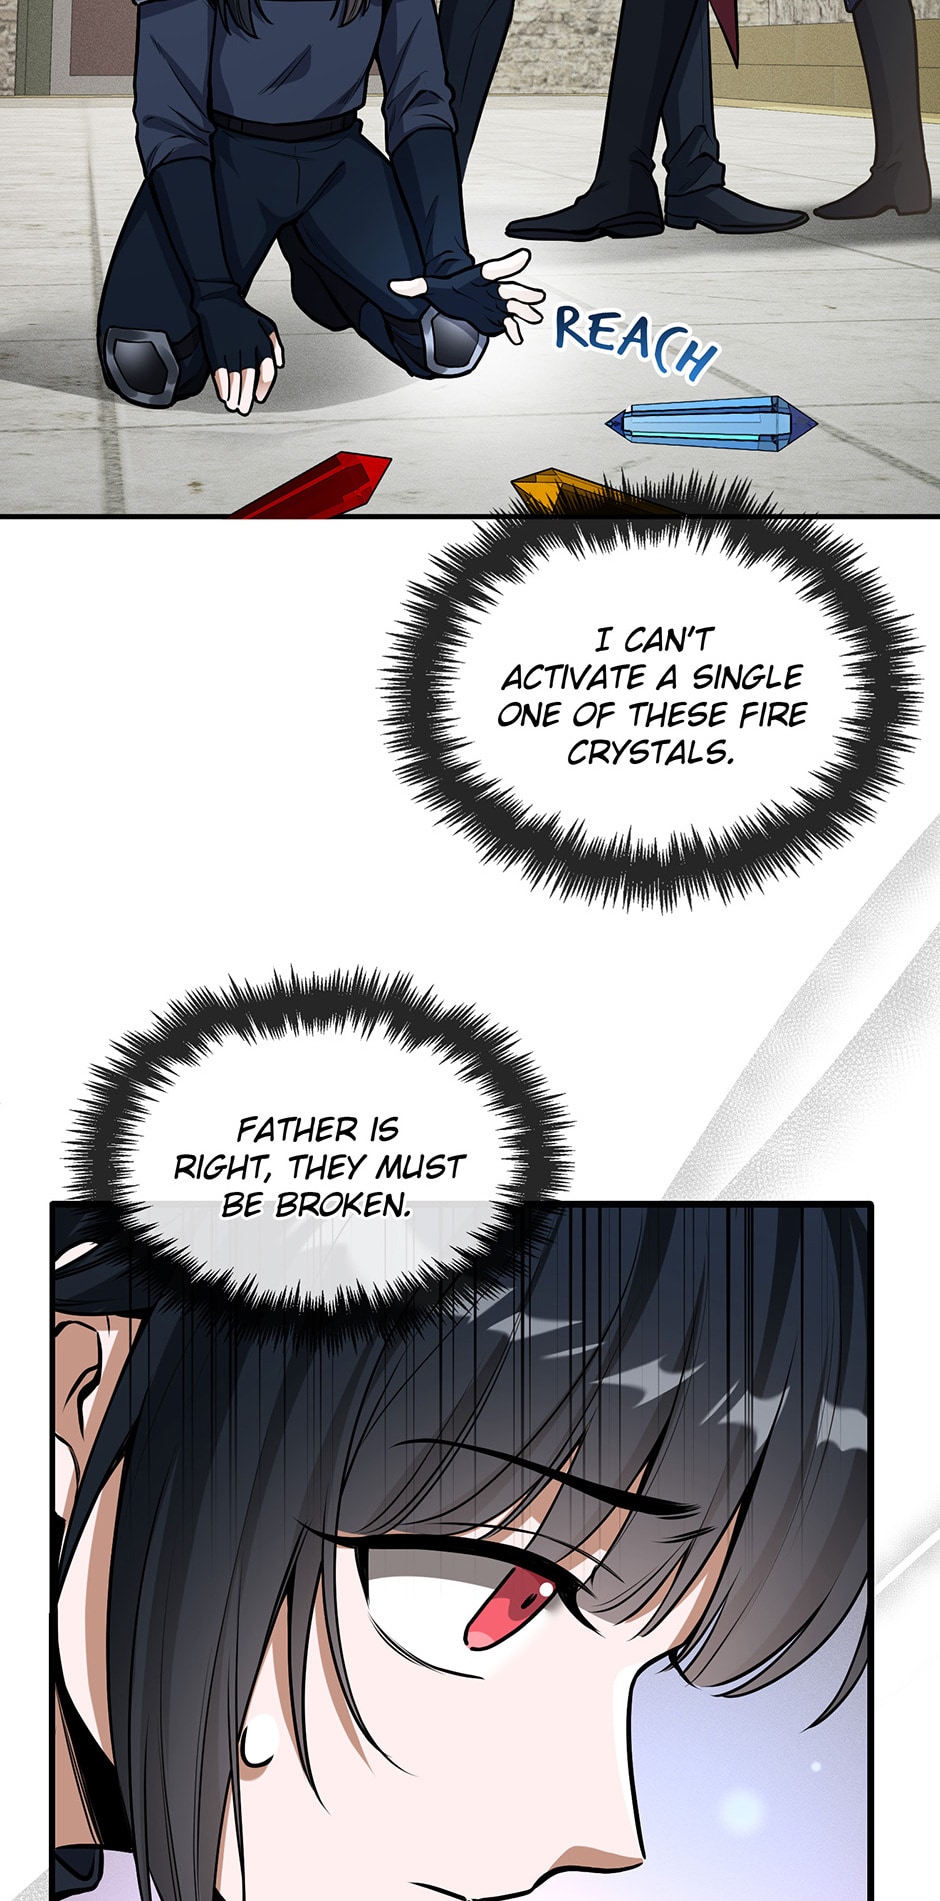 REACH
I CAN'T
ACTIVATE A SINGLE
ONE OF THESE FIRE
CRYSTALS.
FATHER IS
RIGHT, THEY MUST
BE BROKEN.